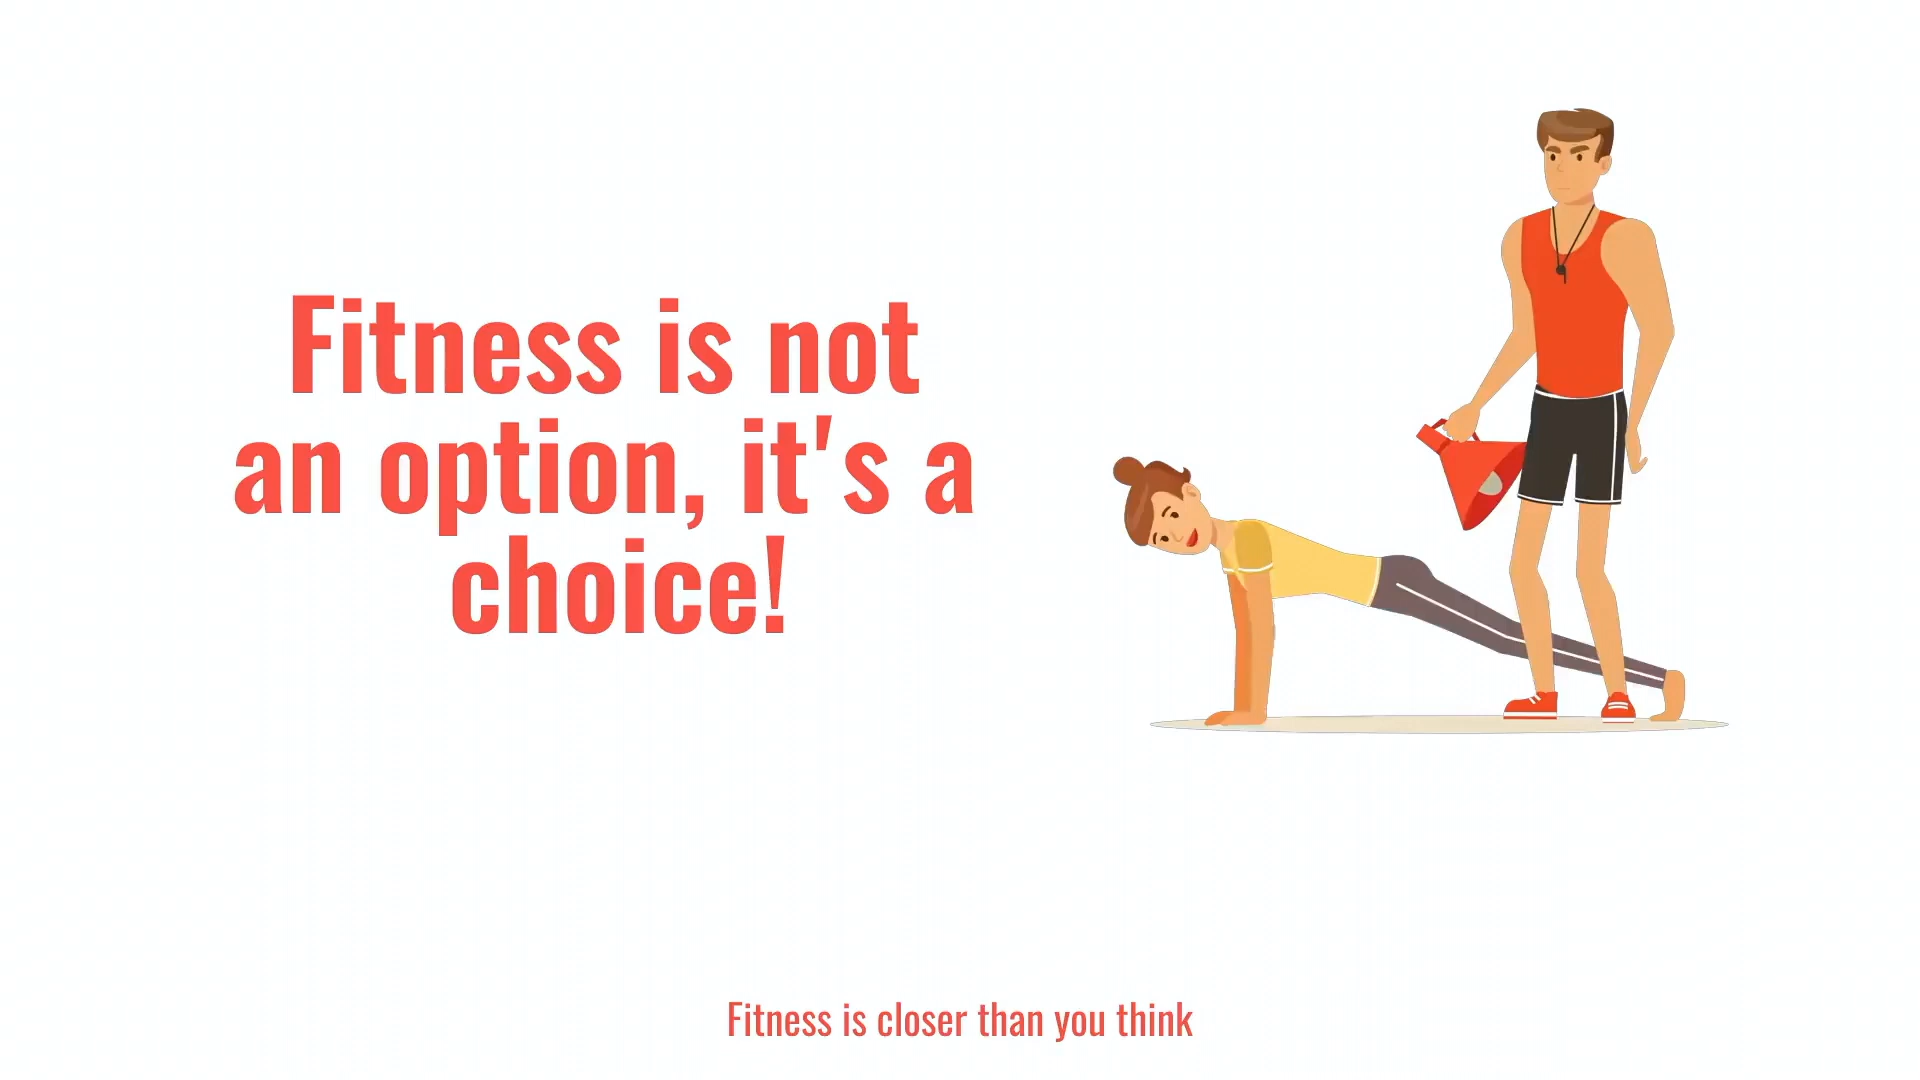 Fitness is not
an option, it's a
choice!
Fitness is closer than you think